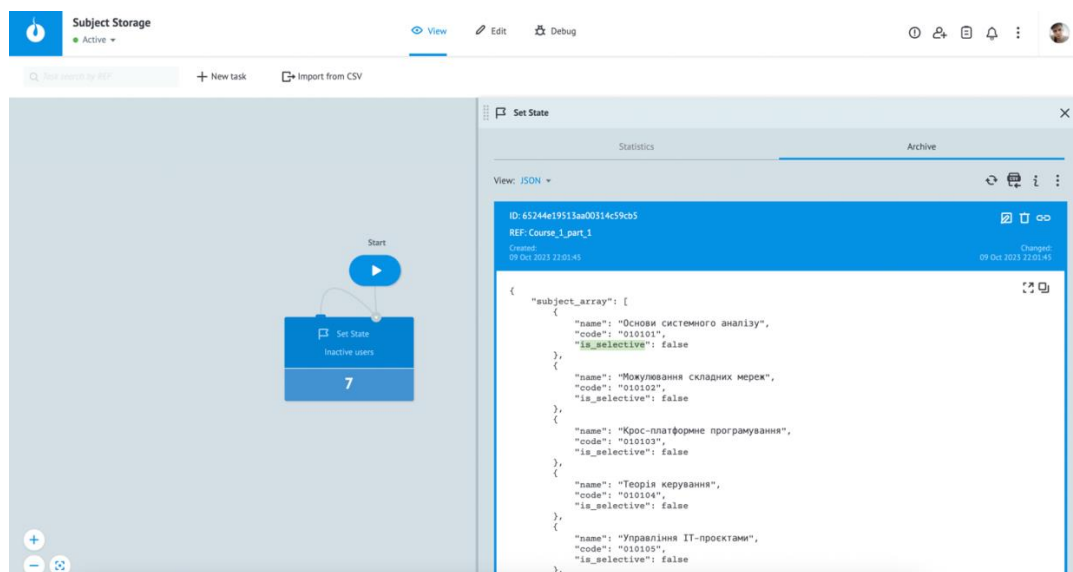 Subject Storage
Active
View
Edit
Debug
New task
Import from CSV
Set State
Statistics
Archive
View: JSON
ID: 65244e19513aa00314c59cb5
REF: Course_1_part_1
Created:
09 Oct 2023 22:01:45
Changed:
09 Oct 2023 22:01:45
Start
Set State
Inactive users
7
{
"subject_array": [
{
"name": "Основи системного аналізу",
"code": "010101",
"is_selective": false
},
{
"name": "Можулювання складних мереж",
"code": "010102",
"is_selective": false
},
{
"name": "Крос-платформне програмування",
"code": "010103",
"is_selective": false
},
{
"name": "Теорія керування",
"code": "010104",
"is_selective": false
},
{
"name": "Управління ІТ-проєктами",
"code": "010105",
"is_selective": false
},